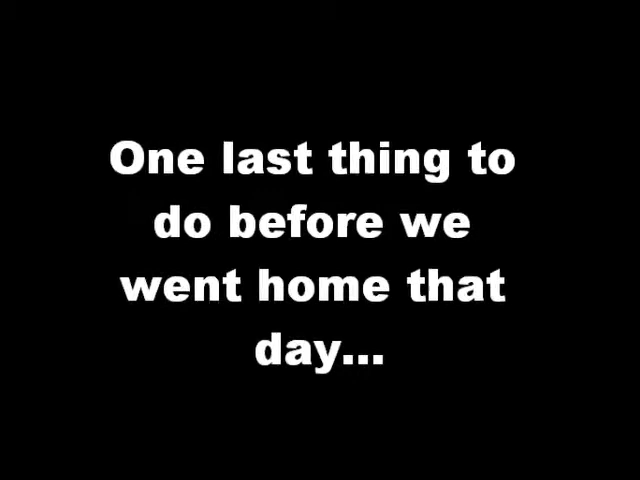 One last thing to
do before we
went home that
day...